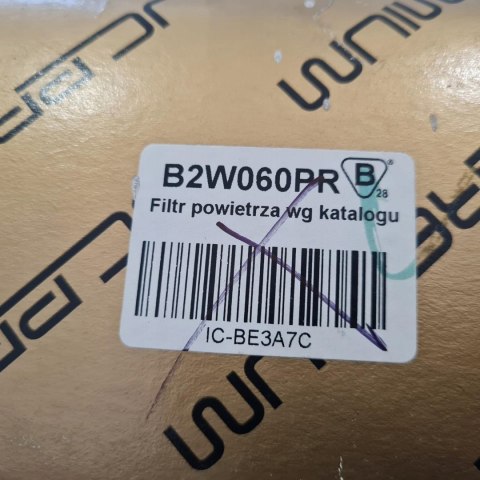 B2W060PR B® 28
Filtr powietrza wg katalogu
IC-BE3A7C